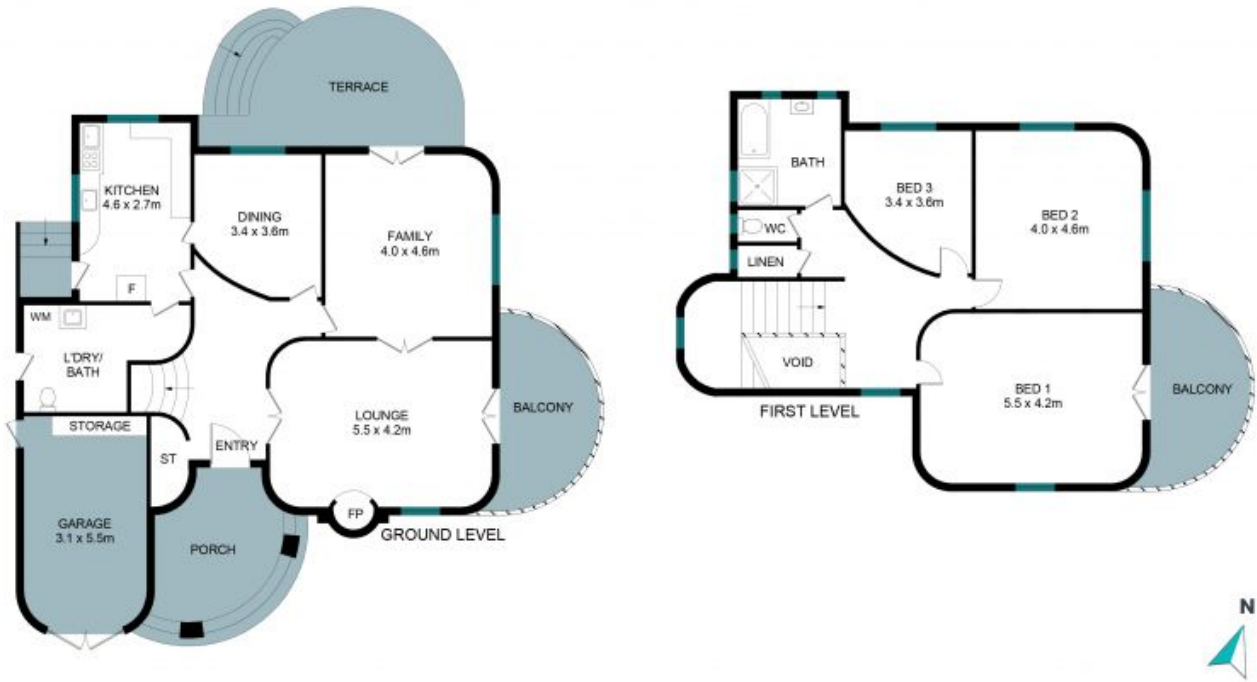 TERRACE
KITCHEN
4.6 x 2.7m
DINING
3.4 x 3.6m
FAMILY
4.0 x 4.6m
F
WM
L'DRY/
BATH
STORAGE
ST
ENTRY
LOUNGE
5.5 x 4.2m
BALCONY
FP
GARAGE
3.1 x 5.5m
PORCH
GROUND LEVEL
BATH
BED 3
3.4 x 3.6m
BED 2
4.0 x 4.6m
WC
LINEN
VOID
BED 1
5.5 x 4.2m
BALCONY
FIRST LEVEL
N